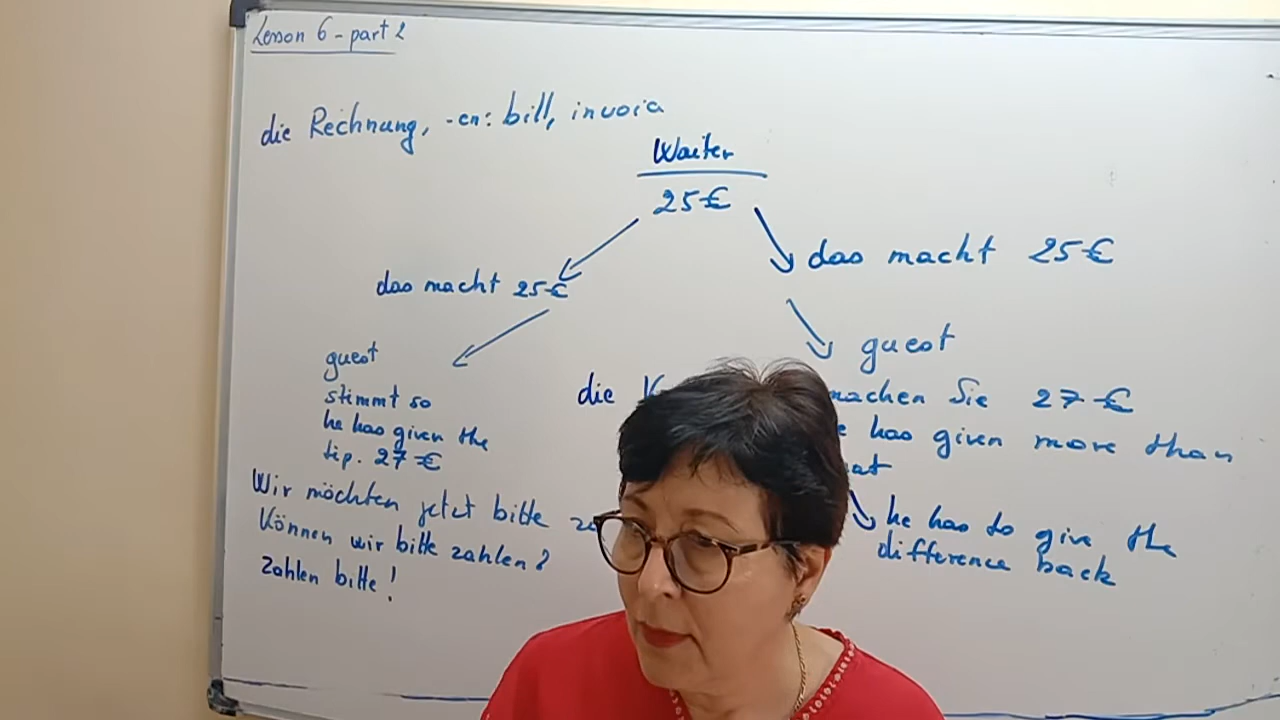 Lesson 6 - part 2
die Rechnung, -en: bill, invoia
Waiter
25€
das macht 25€
das macht 25€
guest
guest
stimmt so
die machen Sie 27€
he has given the
has given more than
tip. 27€
Wir möchten jetzt bitte
Können wir bitte zahlen?
he has to give the
difference back
Zahlen bitte!